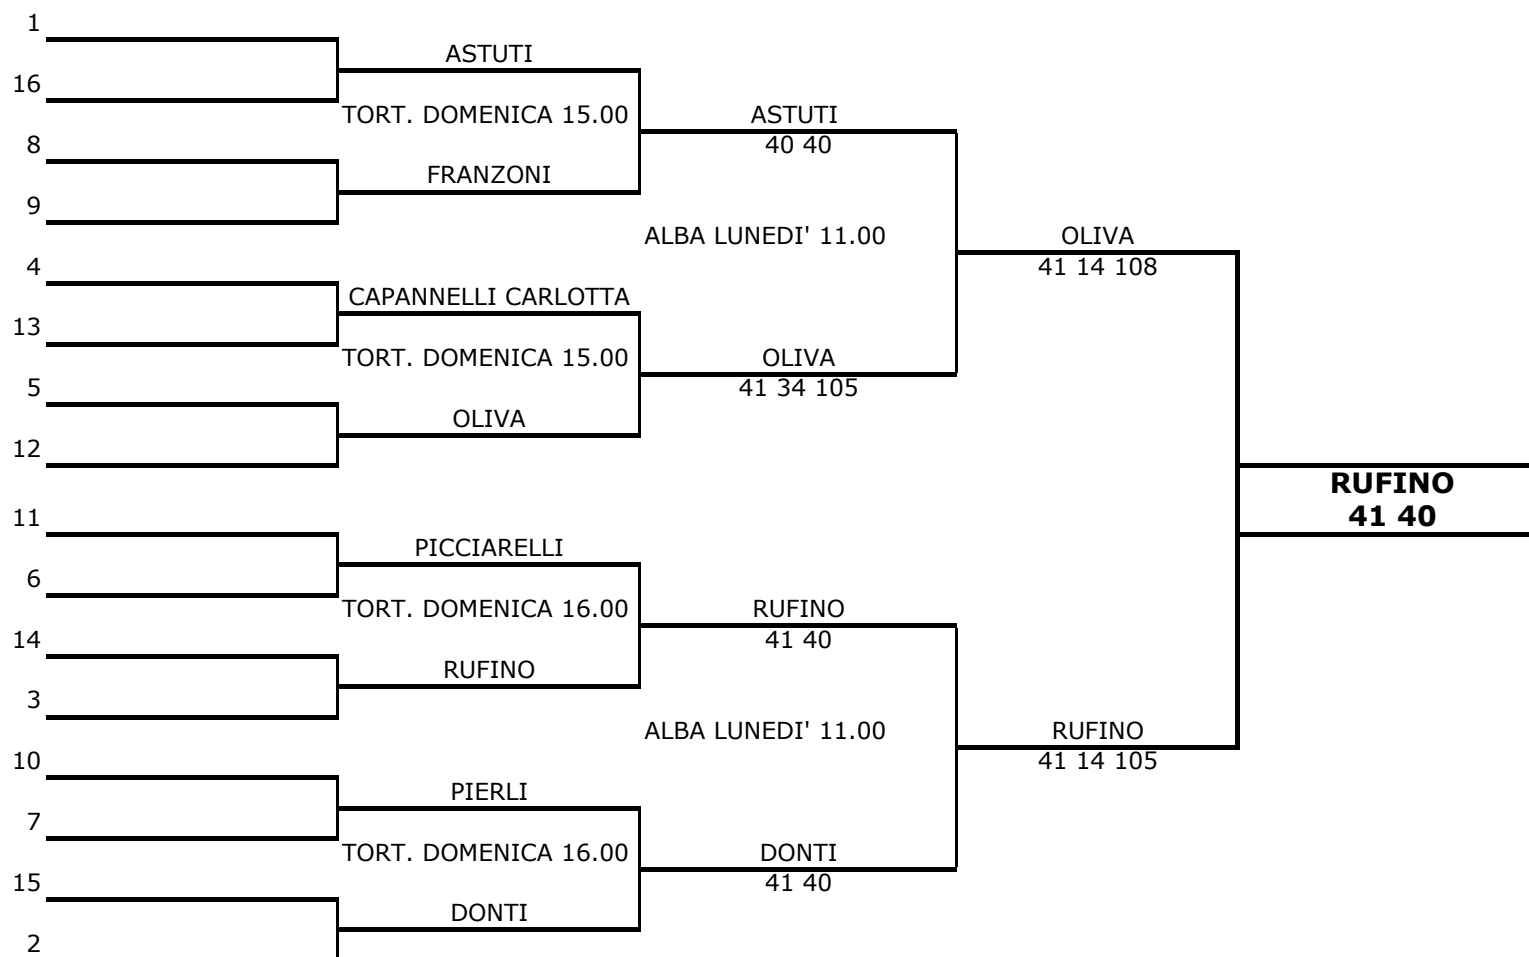 1
ASTUTI
16
TORT. DOMENICA 15.00
ASTUTI
40 40
8
FRANZONI
9
ALBA LUNEDI' 11.00
OLIVA
41 14 108
4
CAPANNELLI CARLOTTA
13
TORT. DOMENICA 15.00
OLIVA
41 34 105
5
OLIVA
12
RUFINO
41 40
11
PICCIARELLI
6
TORT. DOMENICA 16.00
RUFINO
41 40
14
RUFINO
3
ALBA LUNEDI' 11.00
RUFINO
41 14 105
10
PIERLI
7
TORT. DOMENICA 16.00
DONTI
41 40
15
DONTI
2